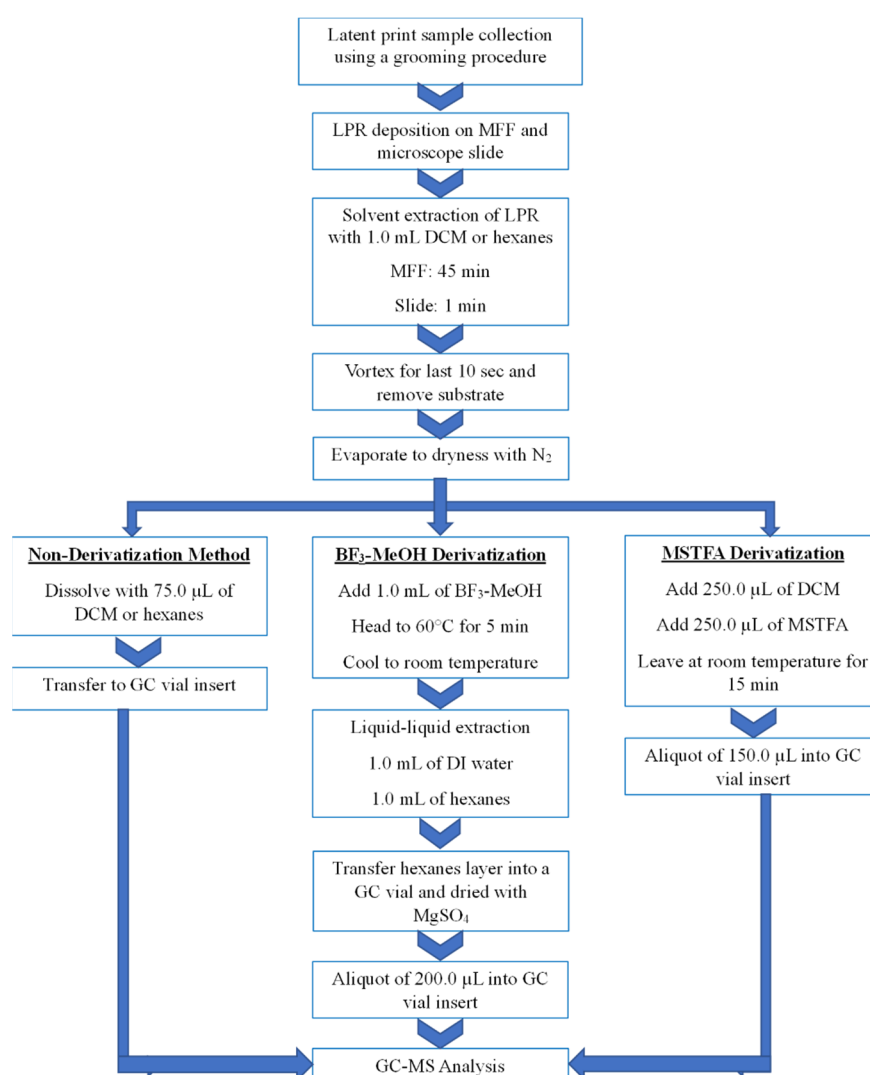 Latent print sample collection
using a grooming procedure
LPR deposition on MFF and
microscope slide
Solvent extraction of LPR
with 1.0 mL DCM or hexanes
MFF: 45 min
Slide: 1 min
Vortex for last 10 sec and
remove substrate
Evaporate to dryness with N₂
Non-Derivatization Method
Dissolve with 75.0 µL of
DCM or hexanes
Transfer to GC vial insert
BF₃-MeOH Derivatization
Add 1.0 mL of BF₃-MeOH
Head to 60°C for 5 min
Cool to room temperature
Liquid-liquid extraction
1.0 mL of DI water
1.0 mL of hexanes
Transfer hexanes layer into a
GC vial and dried with
MgSO₄
Aliquot of 200.0 µL into GC
vial insert
MSTFA Derivatization
Add 250.0 µL of DCM
Add 250.0 µL of MSTFA
Leave at room temperature for
15 min
Aliquot of 150.0 µL into GC
vial insert
GC-MS Analysis